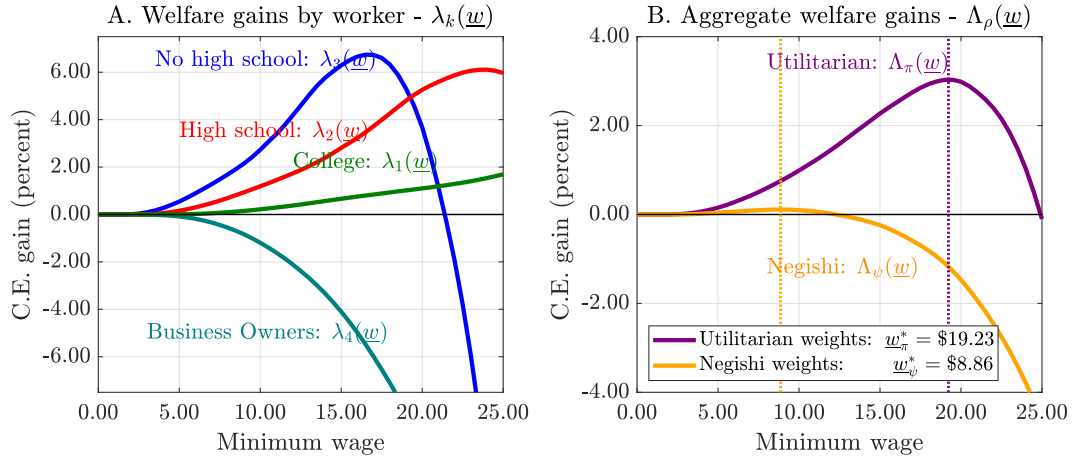 A. Welfare gains by worker - λ_k(w̲)
C.E. gain (percent)
6.00
4.00
2.00
0.00
-2.00
-4.00
-6.00
No high school: λ_3(w̲)
High school: λ_2(w̲)
College: λ_1(w̲)
Business Owners: λ_4(w̲)
0.00 5.00 10.00 15.00 20.00 25.00
Minimum wage
B. Aggregate welfare gains - Λ_ρ(w̲)
C.E. gain (percent)
4.00
2.00
0.00
-2.00
-4.00
Utilitarian: Λ_π(w̲)
Negishi: Λ_ψ(w̲)
Utilitarian weights: w̲*_π = $19.23
Negishi weights: w̲*_ψ = $8.86
0.00 5.00 10.00 15.00 20.00 25.00
Minimum wage